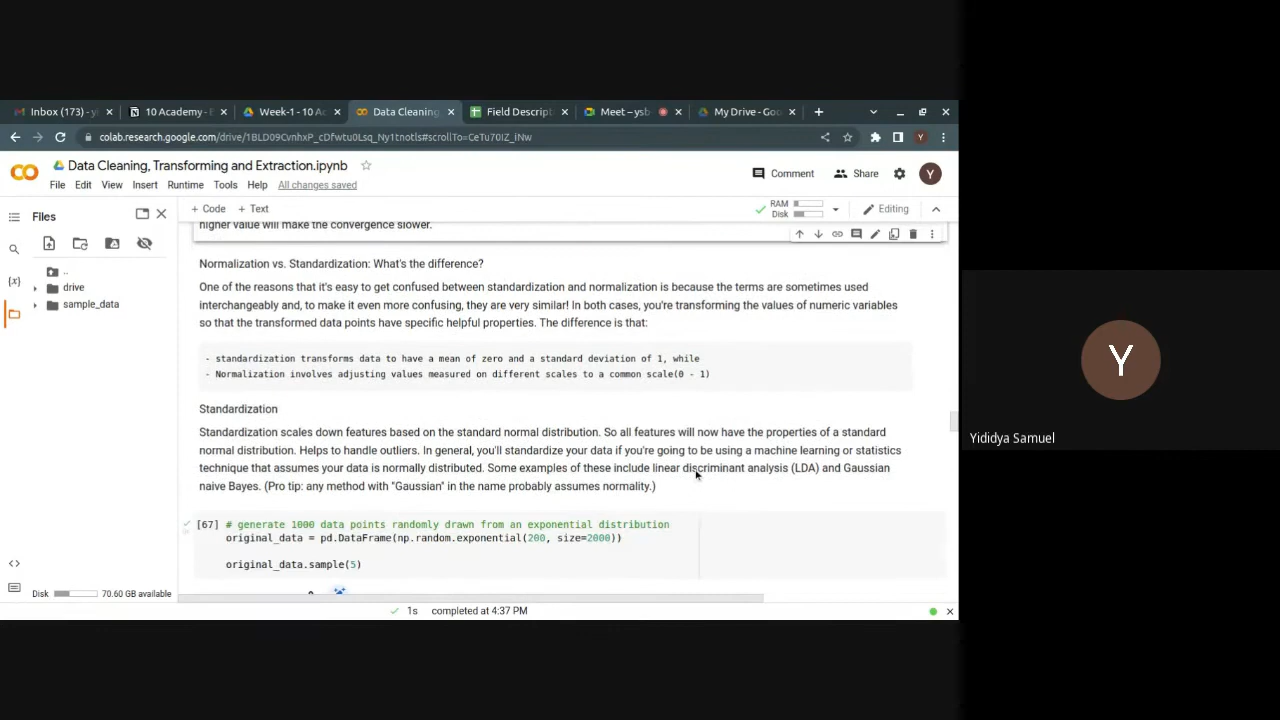 Inbox (173) - y
10 Academy - E
Week-1 - 10 Ac
Data Cleaning,
Field Descript
Meet – ysb
My Drive - Goo
colab.research.google.com/drive/1BLD09CvnhxP_cDfwtu0Lsq_Ny1tnotls#scrollTo=CeTu70IZ_iNw
Y
Data Cleaning, Transforming and Extraction.ipynb
File Edit View Insert Runtime Tools Help All changes saved
Comment
Share
Y
Files
+ Code + Text
RAM
Disk
Editing
..
drive
sample_data
{x}
higher value will make the convergence slower.
Normalization vs. Standardization: What's the difference?
One of the reasons that it's easy to get confused between standardization and normalization is because the terms are sometimes used
interchangeably and, to make it even more confusing, they are very similar! In both cases, you're transforming the values of numeric variables
so that the transformed data points have specific helpful properties. The difference is that:
- standardization transforms data to have a mean of zero and a standard deviation of 1, while
- Normalization involves adjusting values measured on different scales to a common scale(0 - 1)
Standardization
Standardization scales down features based on the standard normal distribution. So all features will now have the properties of a standard
normal distribution. Helps to handle outliers. In general, you'll standardize your data if you're going to be using a machine learning or statistics
technique that assumes your data is normally distributed. Some examples of these include linear discriminant analysis (LDA) and Gaussian
naive Bayes. (Pro tip: any method with "Gaussian" in the name probably assumes normality.)
[67] # generate 1000 data points randomly drawn from an exponential distribution
original_data = pd.DataFrame(np.random.exponential(200, size=2000))
original_data.sample(5)
Disk
70.60 GB available
1s completed at 4:37 PM
Y
Yididya Samuel